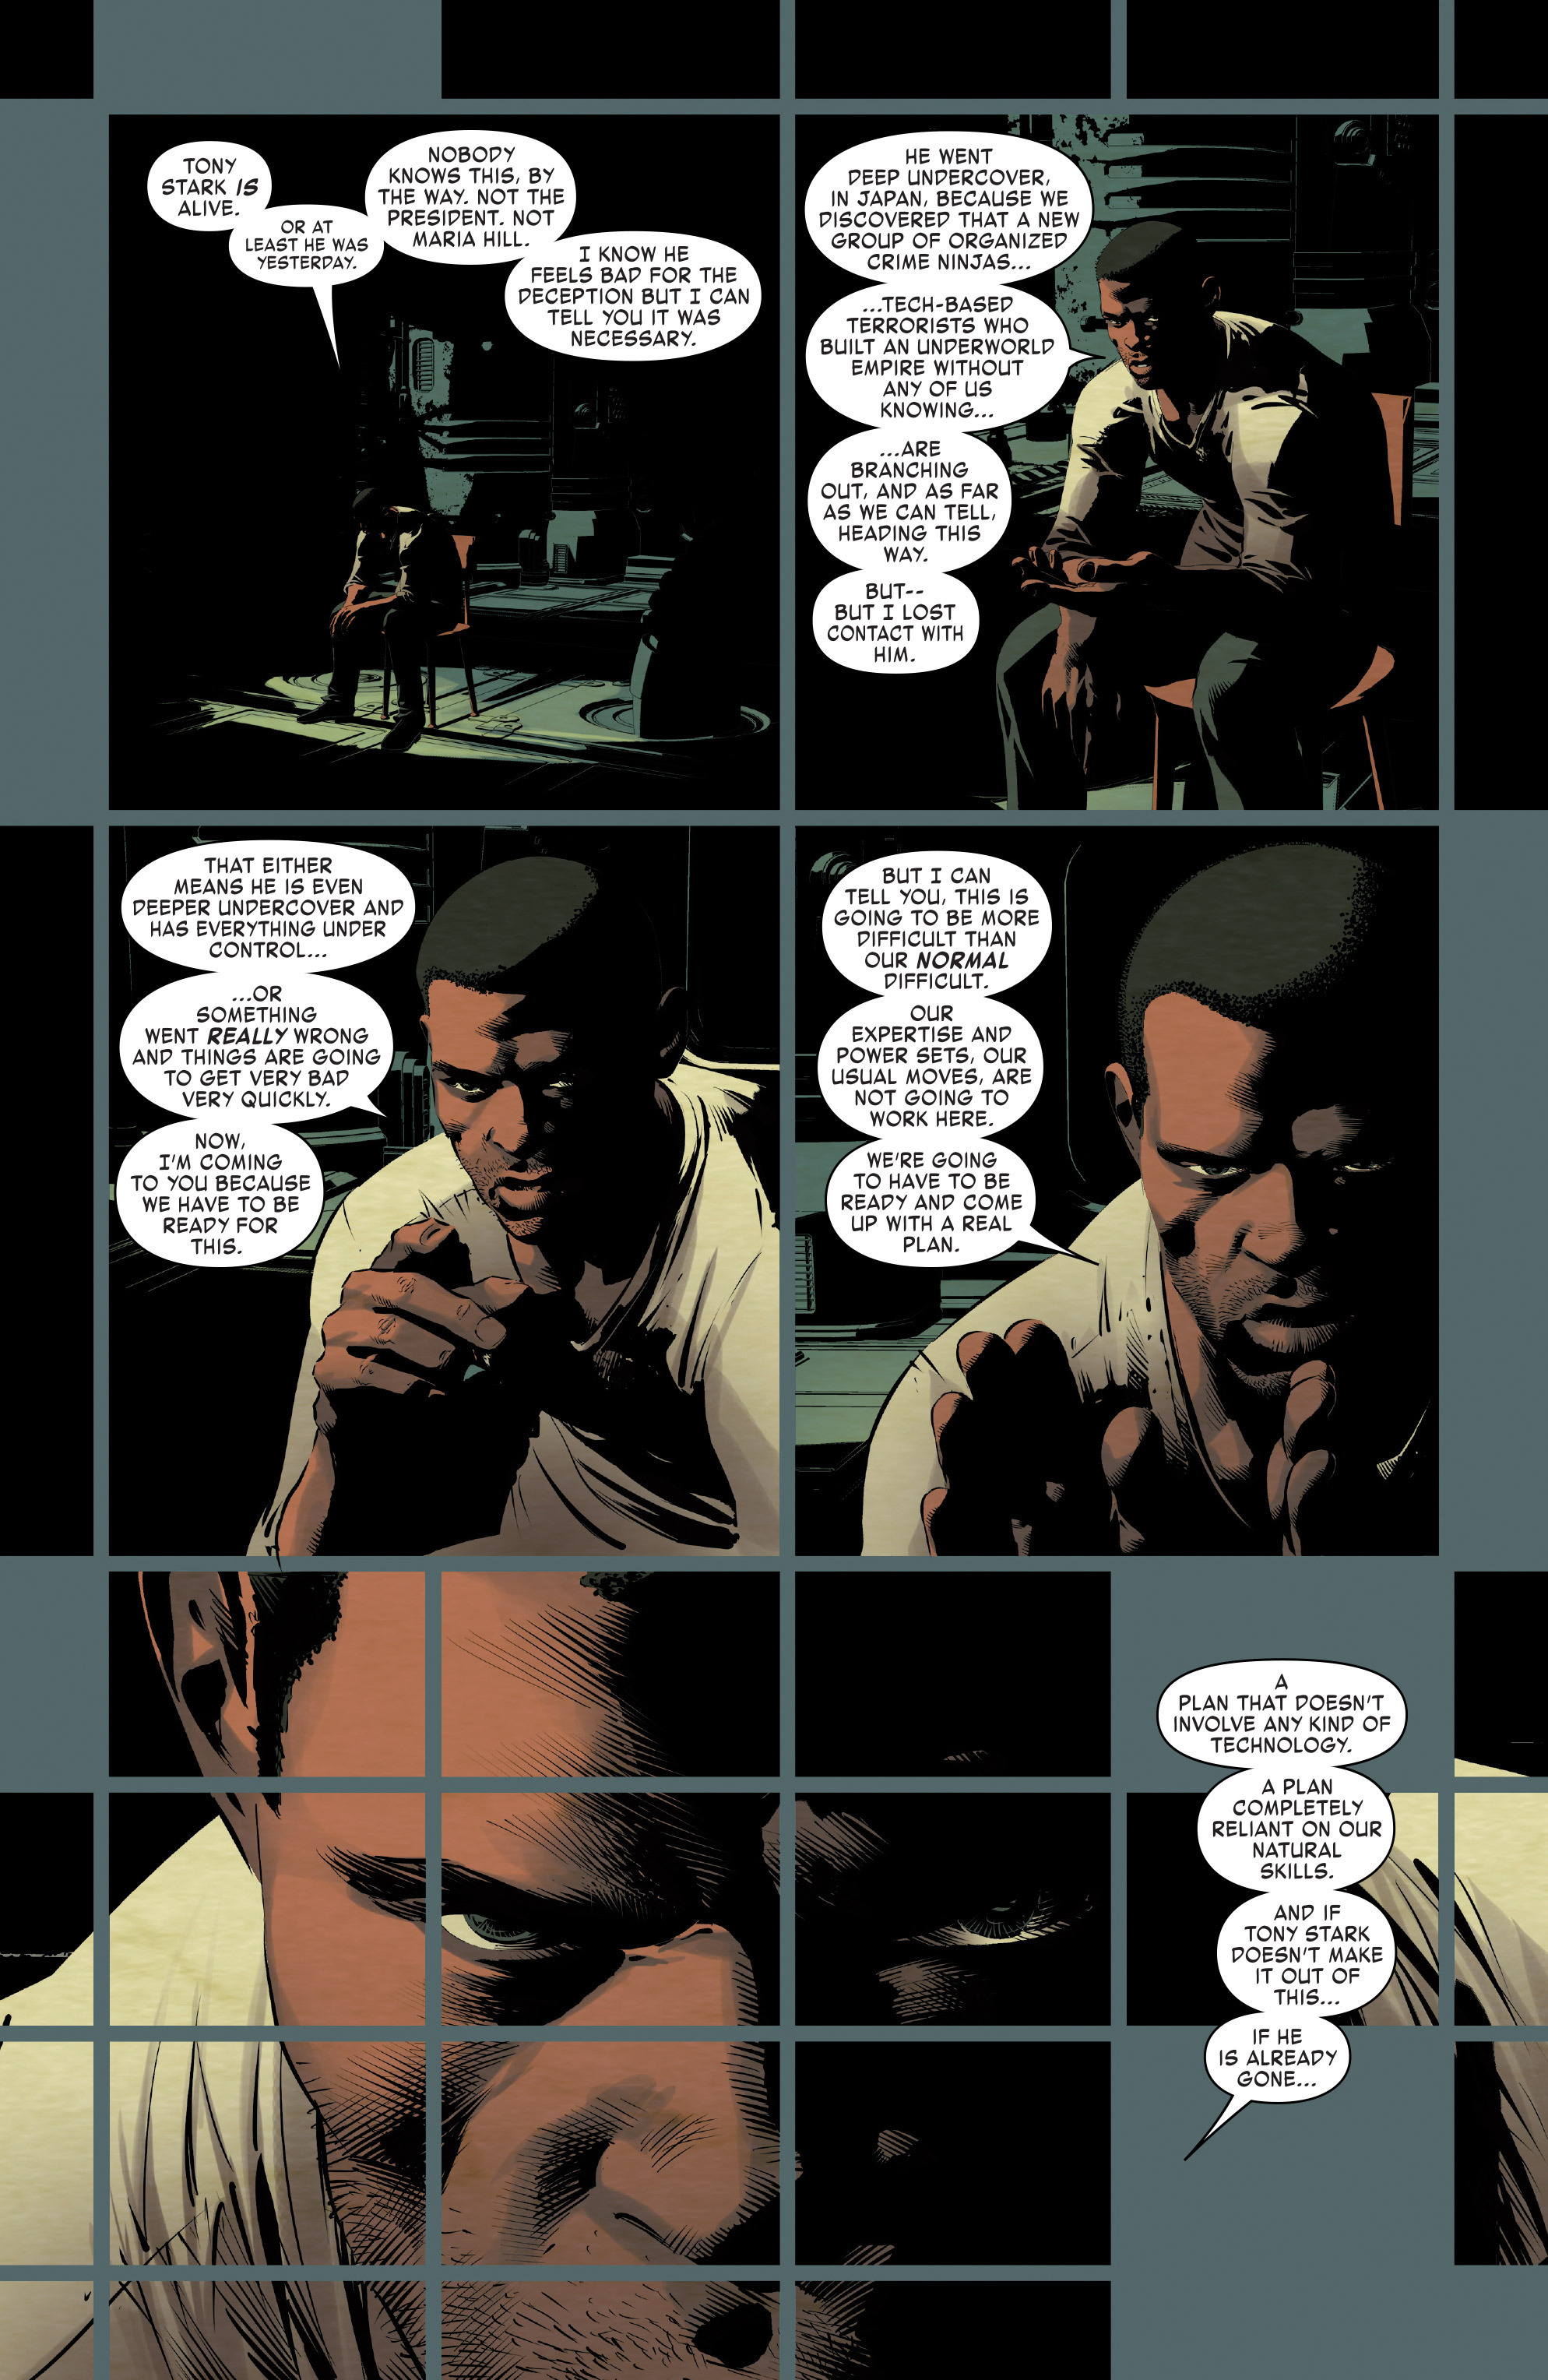 TONY
STARK IS
ALIVE.
OR AT
LEAST HE WAS
YESTERDAY.
NOBODY
KNOWS THIS, BY
THE WAY. NOT THE
PRESIDENT. NOT
MARIA HILL.
I KNOW HE
FEELS BAD FOR THE
DECEPTION BUT I CAN
TELL YOU IT WAS
NECESSARY.
HE WENT
DEEP UNDERCOVER,
IN JAPAN, BECAUSE WE
DISCOVERED THAT A NEW
GROUP OF ORGANIZED
CRIME NINJAS...
...TECH-BASED
TERRORISTS WHO
BUILT AN UNDERWORLD
EMPIRE WITHOUT
ANY OF US
KNOWING...
...ARE
BRANCHING
OUT, AND AS FAR
AS WE CAN TELL,
HEADING THIS
WAY.
BUT--
BUT I LOST
CONTACT WITH
HIM.
THAT EITHER
MEANS HE IS EVEN
DEEPER UNDERCOVER AND
HAS EVERYTHING UNDER
CONTROL...
...OR
SOMETHING
WENT REALLY WRONG
AND THINGS ARE GOING
TO GET VERY BAD
VERY QUICKLY.
NOW,
I'M COMING
TO YOU BECAUSE
WE HAVE TO BE
READY FOR
THIS.
BUT I CAN
TELL YOU, THIS IS
GOING TO BE MORE
DIFFICULT THAN
OUR NORMAL
DIFFICULT.
OUR
EXPERTISE AND
POWER SETS, OUR
USUAL MOVES, ARE
NOT GOING TO
WORK HERE.
WE'RE GOING
TO HAVE TO BE
READY AND COME
UP WITH A REAL
PLAN.
A
PLAN THAT DOESN'T
INVOLVE ANY KIND OF
TECHNOLOGY.
A PLAN
COMPLETELY
RELIANT ON OUR
NATURAL
SKILLS.
AND IF
TONY STARK
DOESN'T MAKE
IT OUT OF
THIS...
IF HE
IS ALREADY
GONE...